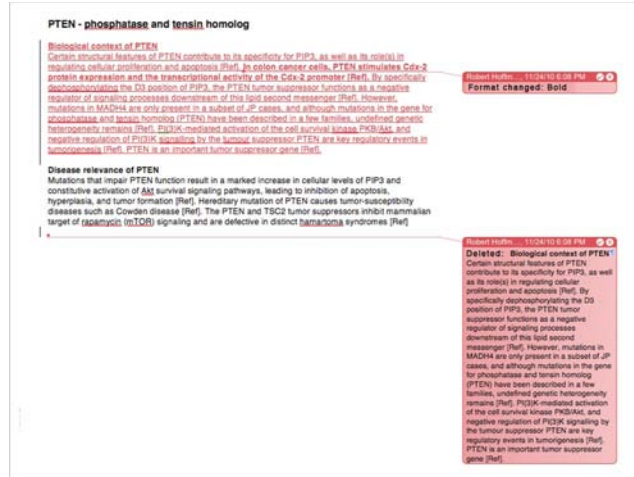 PTEN - phosphatase and tensin homolog
Biological context of PTEN
Certain structural features of PTEN contribute to its specificity for PIP3, as well as its role(s) in
regulating cellular proliferation and apoptosis [Ref]. In colon cancer cells, PTEN stimulates Cdx-2
protein expression and the transcriptional activity of the Cdx-2 promoter [Ref]. By specifically
dephosphorylating the D3 position of PIP3, the PTEN tumor suppressor functions as a negative
regulator of signaling processes downstream of this lipid second messenger [Ref]. However,
mutations in MADH4 are only present in a subset of JP cases, and although mutations in the gene for
phosphatase and tensin homolog (PTEN) have been described in a few families, undefined genetic
heterogeneity remains [Ref]. PI(3)K-mediated activation of the cell survival kinase PKB/Akt, and
negative regulation of PI(3)K signalling by the tumour suppressor PTEN are key regulatory events in
tumorigenesis [Ref]. PTEN is an important tumor suppressor gene [Ref].
Robert Hoffm..., 11/24/10 6:08 PM
Format changed: Bold
Disease relevance of PTEN
Mutations that impair PTEN function result in a marked increase in cellular levels of PIP3 and
constitutive activation of Akt survival signaling pathways, leading to inhibition of apoptosis,
hyperplasia, and tumor formation [Ref]. Hereditary mutation of PTEN causes tumor-susceptibility
diseases such as Cowden disease [Ref]. The PTEN and TSC2 tumor suppressors inhibit mammalian
target of rapamycin (mTOR) signaling and are defective in distinct hamartoma syndromes [Ref]
Robert Hoffm..., 11/24/10 6:08 PM
Deleted: Biological context of PTEN
Certain structural features of PTEN
contribute to its specificity for PIP3, as well
as its role(s) in regulating cellular
proliferation and apoptosis [Ref]. By
specifically dephosphorylating the D3
position of PIP3, the PTEN tumor
suppressor functions as a negative
regulator of signaling processes
downstream of this lipid second
messenger [Ref]. However, mutations in
MADH4 are only present in a subset of JP
cases, and although mutations in the gene
for phosphatase and tensin homolog
(PTEN) have been described in a few
families, undefined genetic heterogeneity
remains [Ref]. PI(3)K-mediated activation
of the cell survival kinase PKB/Akt, and
negative regulation of PI(3)K signalling by
the tumour suppressor PTEN are key
regulatory events in tumorigenesis [Ref].
PTEN is an important tumor suppressor
gene [Ref].